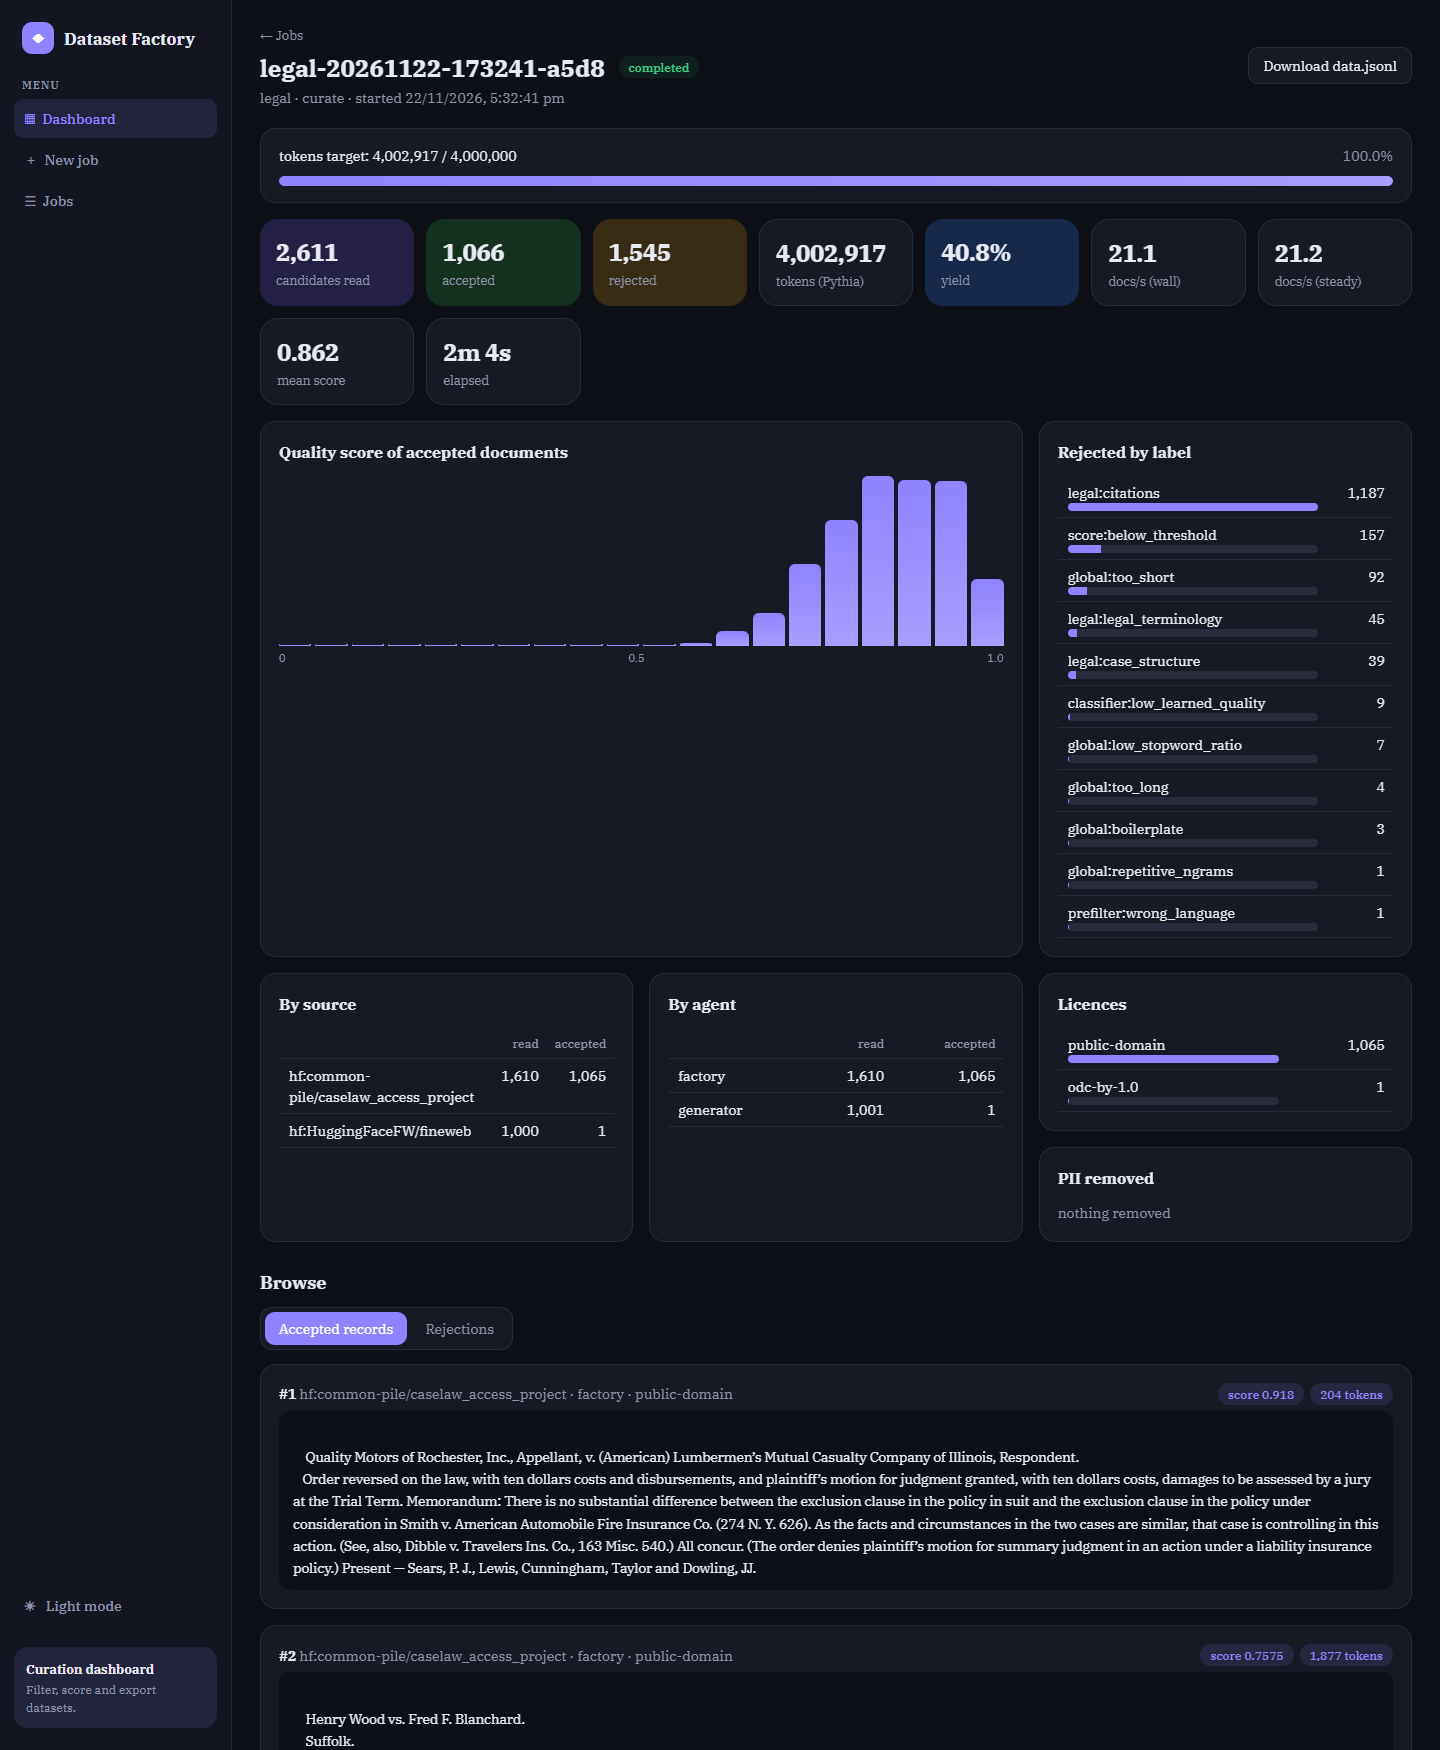 Dataset Factory
MENU
Dashboard
+ New job
Jobs
Light mode
Curation dashboard
Filter, score and export
datasets.
← Jobs
legal-20261122-173241-a5d8 completed
legal · curate · started 22/11/2026, 5:32:41 pm
Download data.jsonl
tokens target: 4,002,917 / 4,000,000 100.0%
2,611
candidates read
1,066
accepted
1,545
rejected
4,002,917
tokens (Pythia)
40.8%
yield
21.1
docs/s (wall)
21.2
docs/s (steady)
0.862
mean score
2m 4s
elapsed
Quality score of accepted documents
0 0.5 1.0
Rejected by label
legal:citations 1,187
score:below_threshold 157
global:too_short 92
legal:legal_terminology 45
legal:case_structure 39
classifier:low_learned_quality 9
global:low_stopword_ratio 7
global:too_long 4
global:boilerplate 3
global:repetitive_ngrams 1
prefilter:wrong_language 1
By source
read accepted
hf:common-
pile/caselaw_access_project 1,610 1,065
hf:HuggingFaceFW/fineweb 1,000 1
By agent
read accepted
factory 1,610 1,065
generator 1,001 1
Licences
public-domain 1,065
odc-by-1.0 1
PII removed
nothing removed
Browse
Accepted records Rejections
#1 hf:common-pile/caselaw_access_project · factory · public-domain score 0.918 204 tokens
Quality Motors of Rochester, Inc., Appellant, v. (American) Lumbermen’s Mutual Casualty Company of Illinois, Respondent.
Order reversed on the law, with ten dollars costs and disbursements, and plaintiff’s motion for judgment granted, with ten dollars costs, damages to be assessed by a jury
at the Trial Term. Memorandum: There is no substantial difference between the exclusion clause in the policy in suit and the exclusion clause in the policy under
consideration in Smith v. American Automobile Fire Insurance Co. (274 N. Y. 626). As the facts and circumstances in the two cases are similar, that case is controlling in this
action. (See, also, Dibble v. Travelers Ins. Co., 163 Misc. 540.) All concur. (The order denies plaintiff’s motion for summary judgment in an action under a liability insurance
policy.) Present — Sears, P. J., Lewis, Cunningham, Taylor and Dowling, JJ.
#2 hf:common-pile/caselaw_access_project · factory · public-domain score 0.7575 1,877 tokens
Henry Wood vs. Fred F. Blanchard.
Suffolk.